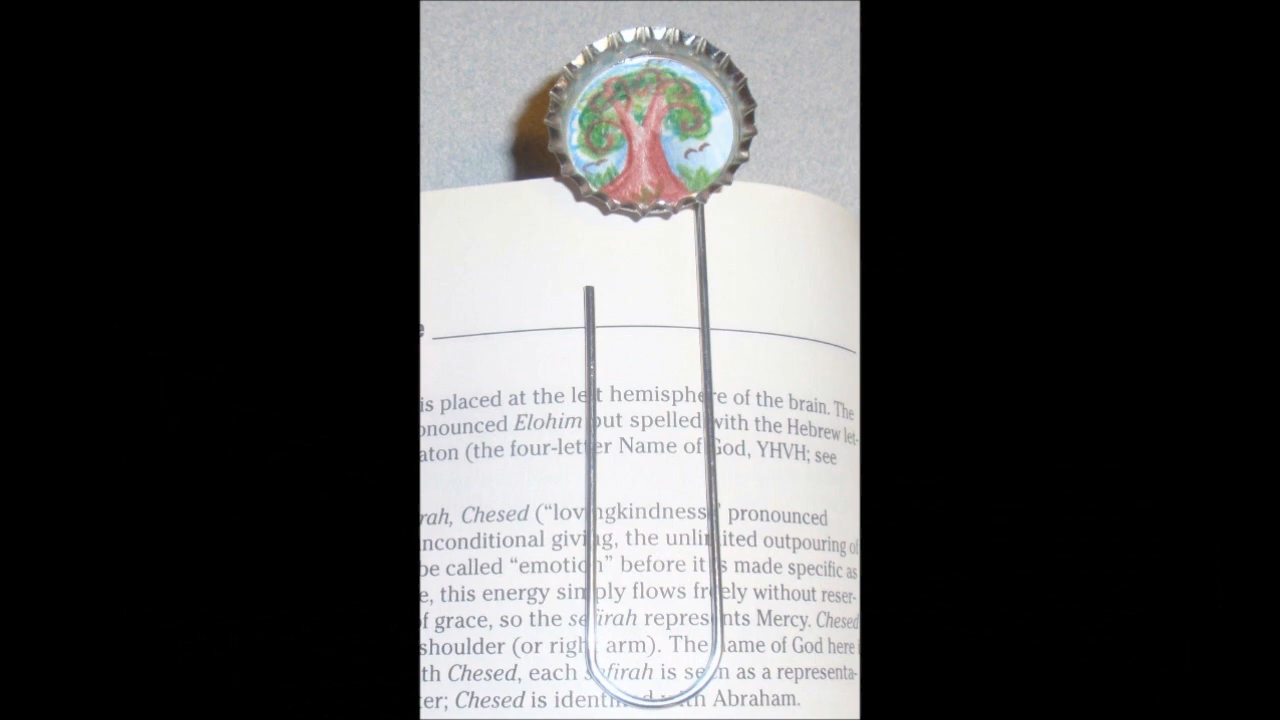 e
is placed at the left hemisphere of the brain. The
onounced Elohim but spelled with the Hebrew let-
aton (the four-letter Name of God, YHVH; see
rah, Chesed ("lovingkindness" pronounced
nconditional giving, the unlimited outpouring of
be called "emotion" before it is made specific as
e, this energy simply flows freely without reser-
of grace, so the sefirah represents Mercy. Chesed
shoulder (or right arm). The name of God here i
th Chesed, each sefirah is seen as a representa-
ter; Chesed is identified with Abraham.